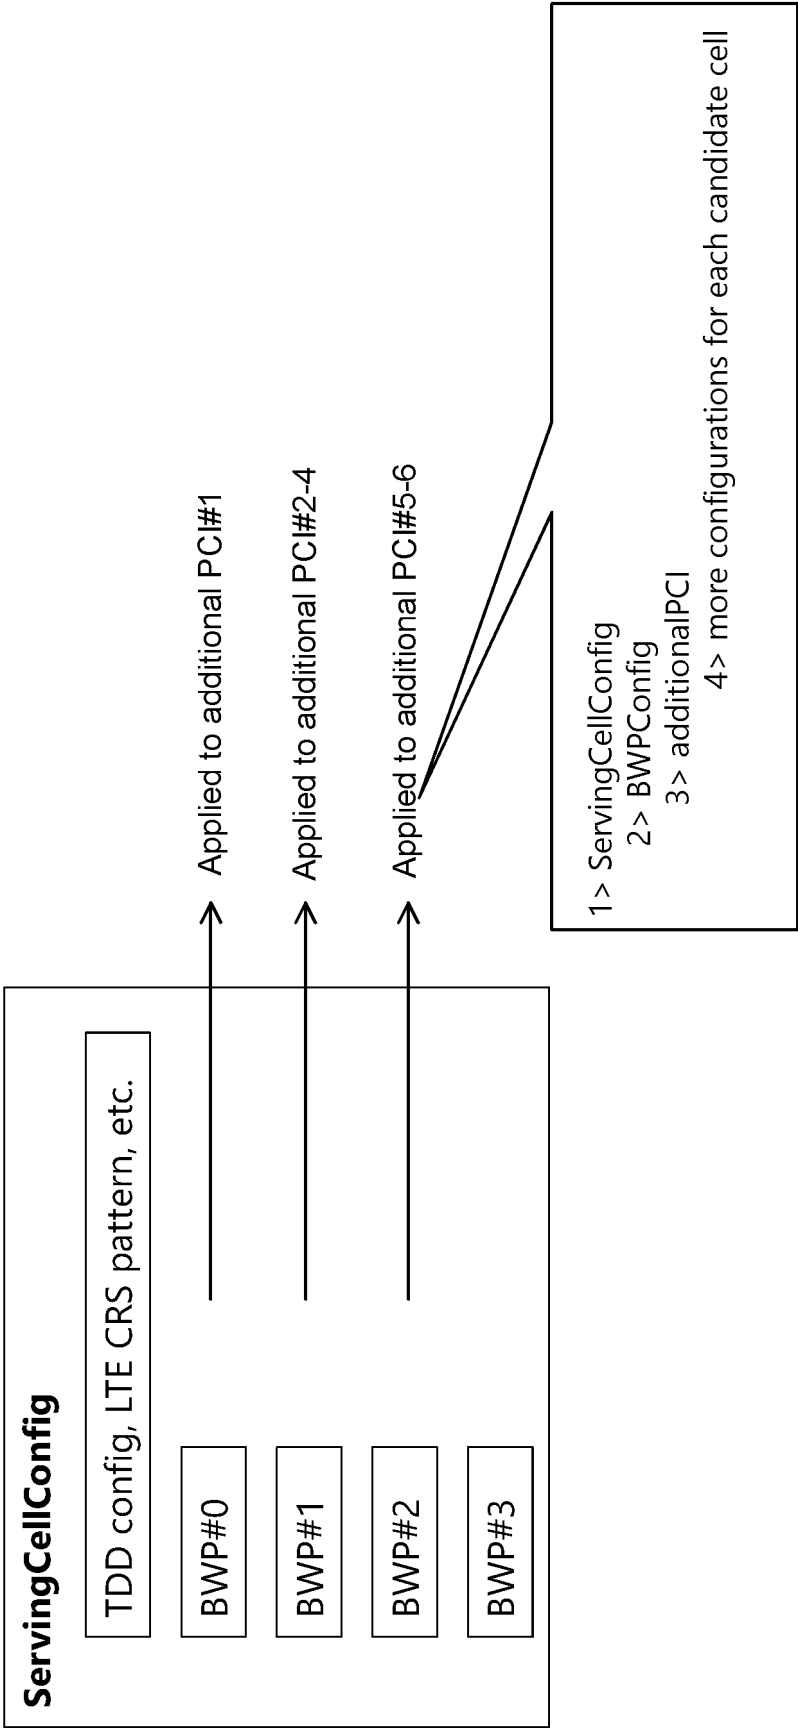 ServingCellConfig
TDD config, LTE CRS pattern, etc.
BWP#0
Applied to additional PCI#1
BWP#1
Applied to additional PCI#2-4
BWP#2
Applied to additional PCI#5-6
BWP#3
1> ServingCellConfig
2> BWPConfig
3> additionalPCI
4> more configurations for each candidate cell